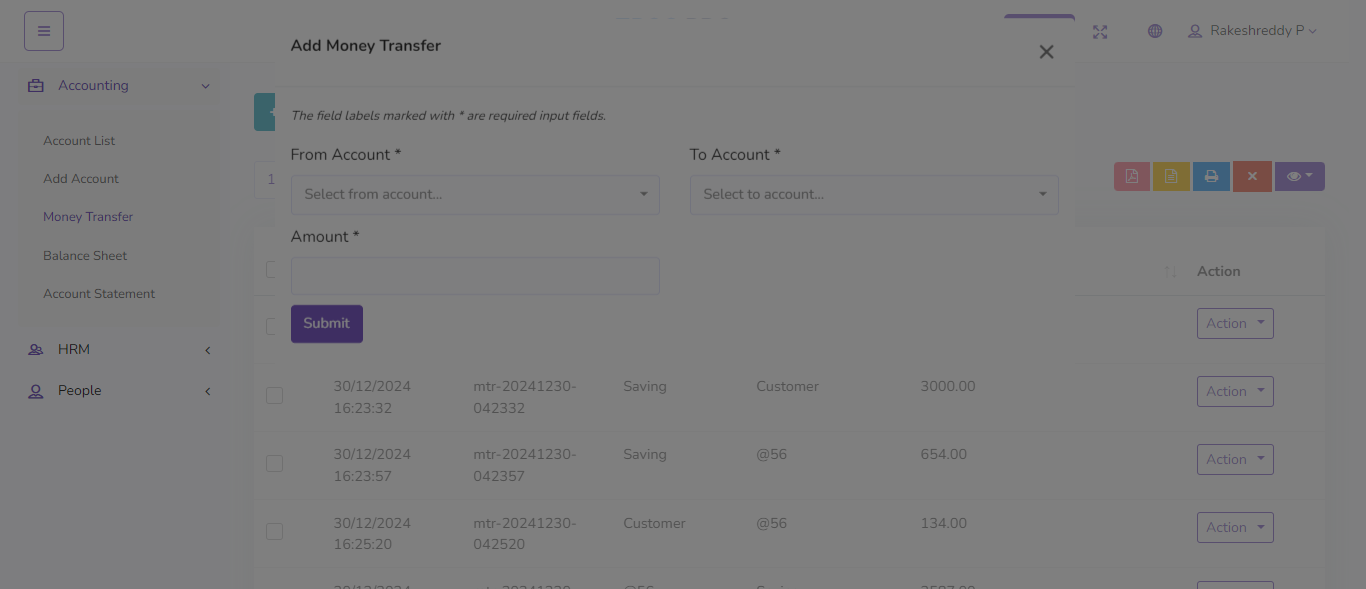 Add Money Transfer
Rakeshreddy P
Accounting
The field labels marked with * are required input fields.
Account List
From Account *
To Account *
Add Account
Select from account...
Select to account...
Money Transfer
Amount *
Balance Sheet
Action
Account Statement
Submit
Action
HRM
People
30/12/2024
16:23:32
mtr-20241230-
042332
Saving
Customer
3000.00
Action
30/12/2024
16:23:57
mtr-20241230-
042357
Saving
@56
654.00
Action
30/12/2024
16:25:20
mtr-20241230-
042520
Customer
@56
134.00
Action